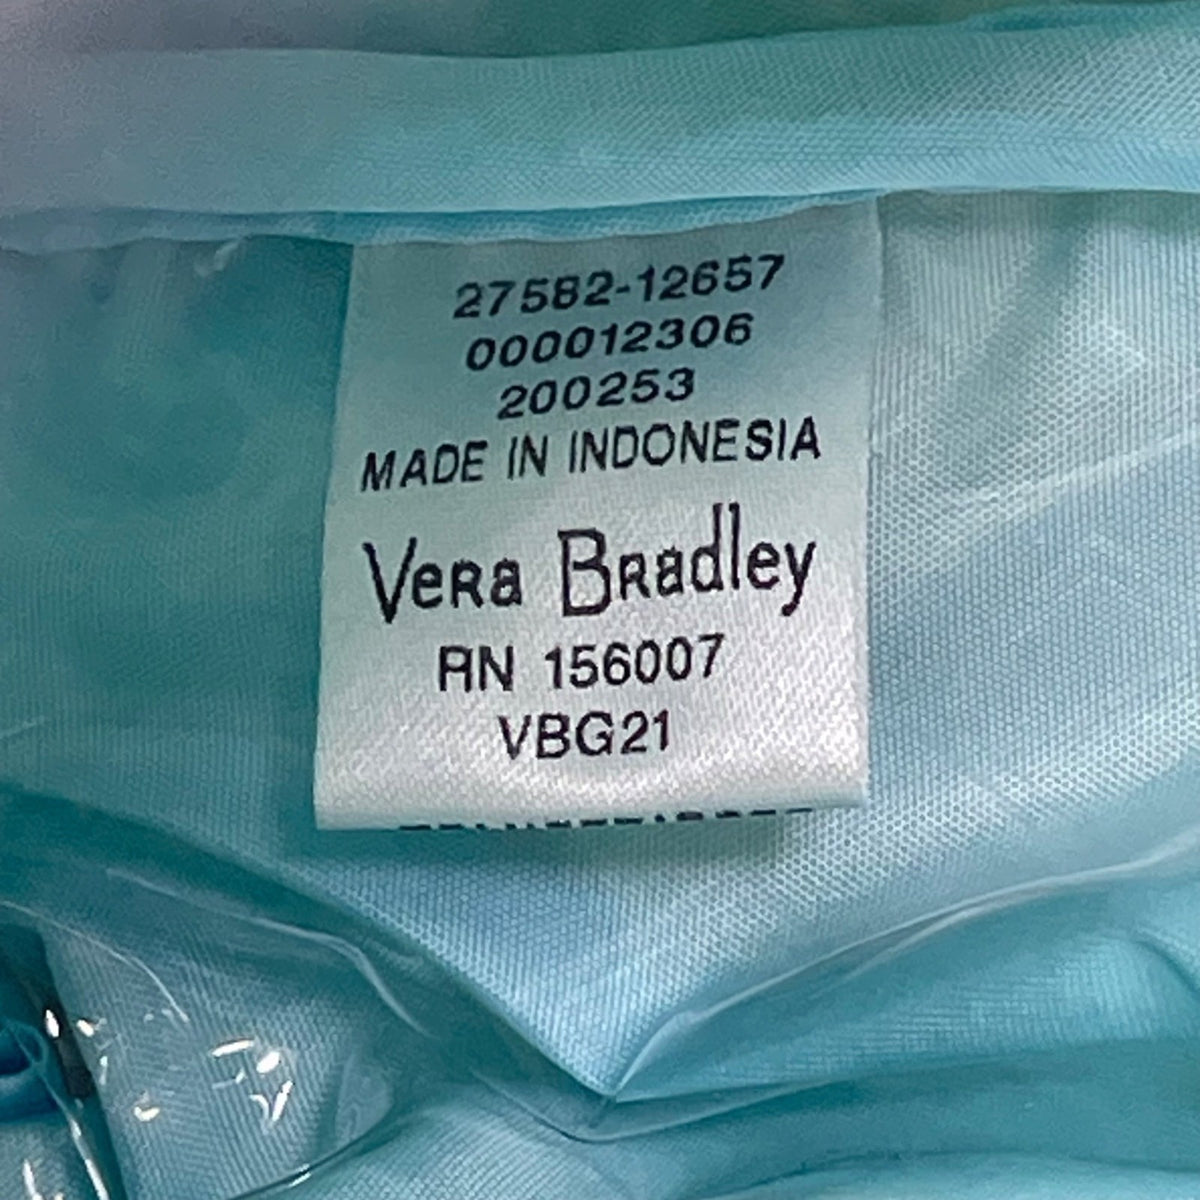 27582-12657
000012306
200253
MADE IN INDONESIA
Vera Bradley
RN 156007
VBG21